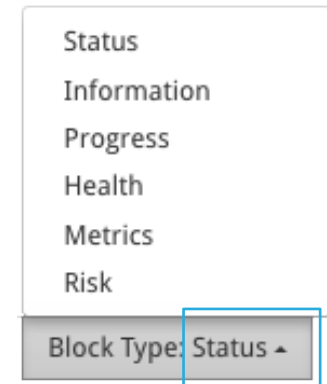 Status
Information
Progress
Health
Metrics
Risk
Block Type: Status